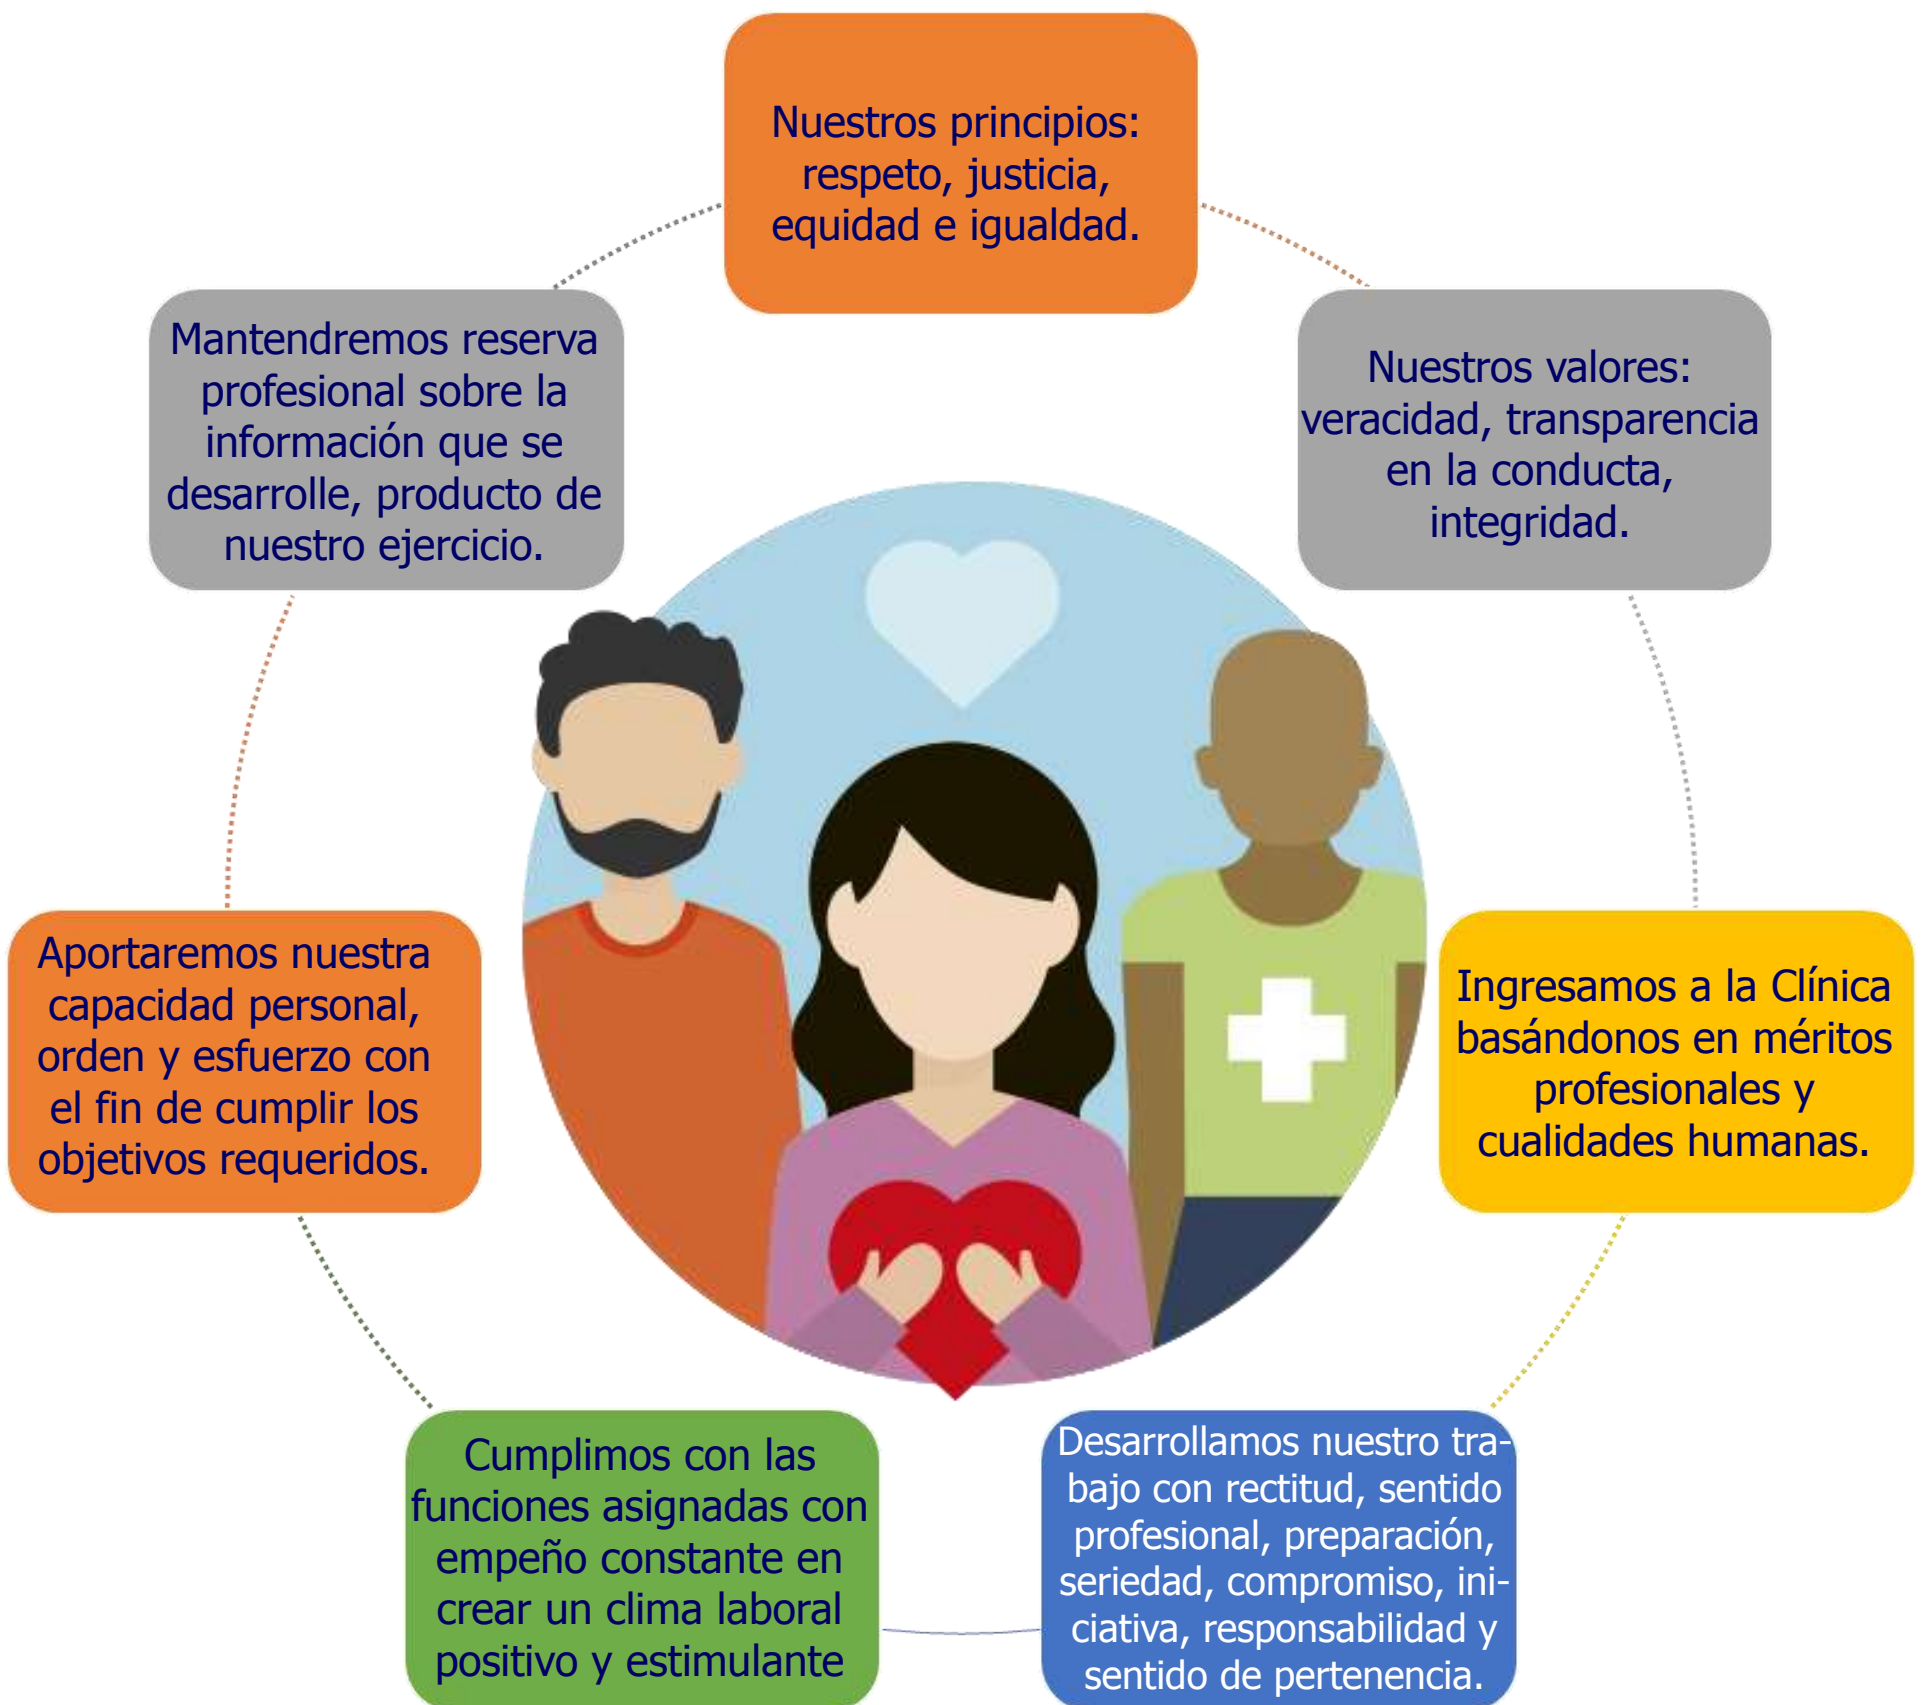 Nuestros principios:
respeto, justicia,
equidad e igualdad.
Nuestros valores:
veracidad, transparencia
en la conducta,
integridad.
Ingresamos a la Clínica
basándonos en méritos
profesionales y
cualidades humanas.
Desarrollamos nuestro tra-
bajo con rectitud, sentido
profesional, preparación,
seriedad, compromiso, ini-
ciativa, responsabilidad y
sentido de pertenencia.
Cumplimos con las
funciones asignadas con
empeño constante en
crear un clima laboral
positivo y estimulante
Aportaremos nuestra
capacidad personal,
orden y esfuerzo con
el fin de cumplir los
objetivos requeridos.
Mantendremos reserva
profesional sobre la
información que se
desarrolle, producto de
nuestro ejercicio.